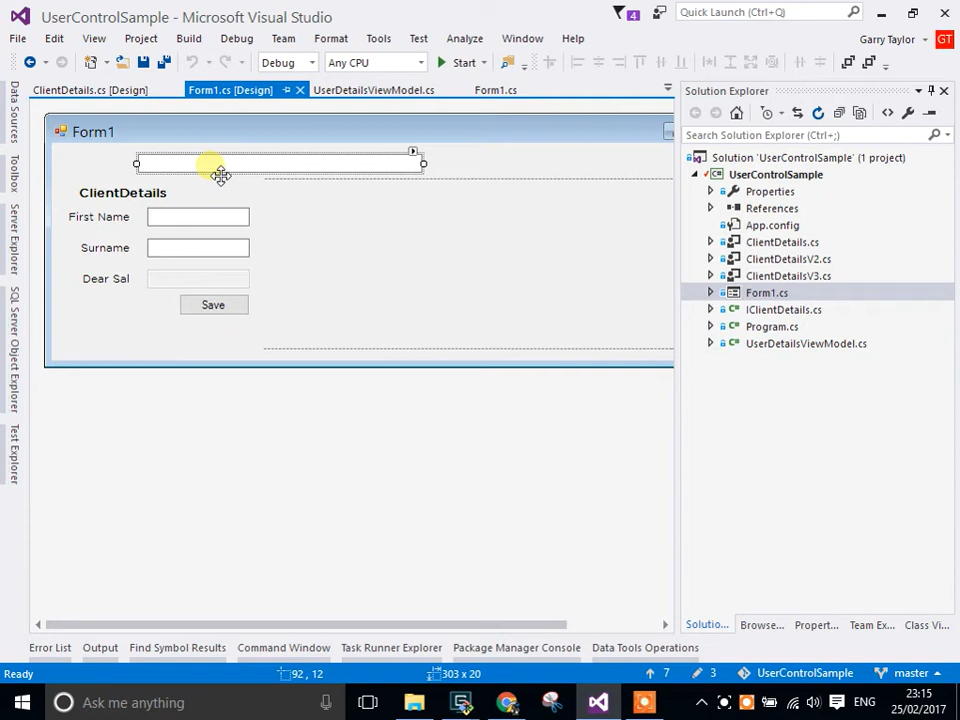 UserControlSample - Microsoft Visual Studio
4
Quick Launch (Ctrl+Q)
File Edit View Project Build Debug Team Format Tools Test Analyze Window Help
Garry Taylor GT
Debug Any CPU Start
ClientDetails.cs [Design] Form1.cs [Design] UserDetailsViewModel.cs Form1.cs
Solution Explorer
Search Solution Explorer (Ctrl+;)
Solution 'UserControlSample' (1 project)
UserControlSample
Properties
References
App.config
ClientDetails.cs
ClientDetailsV2.cs
ClientDetailsV3.cs
Form1.cs
IClientDetails.cs
Program.cs
UserDetailsViewModel.cs
Data Sources
Toolbox
Server Explorer
SQL Server Object Explorer
Test Explorer
Form1
ClientDetails
First Name
Surname
Dear Sal
Save
Solutio... Browse... Propert... Team Ex... Class Vi...
Error List Output Find Symbol Results Command Window Task Runner Explorer Package Manager Console Data Tools Operations
Ready 92 , 12 303 x 20 7 3 UserControlSample master
Ask me anything
ENG
23:15
25/02/2017